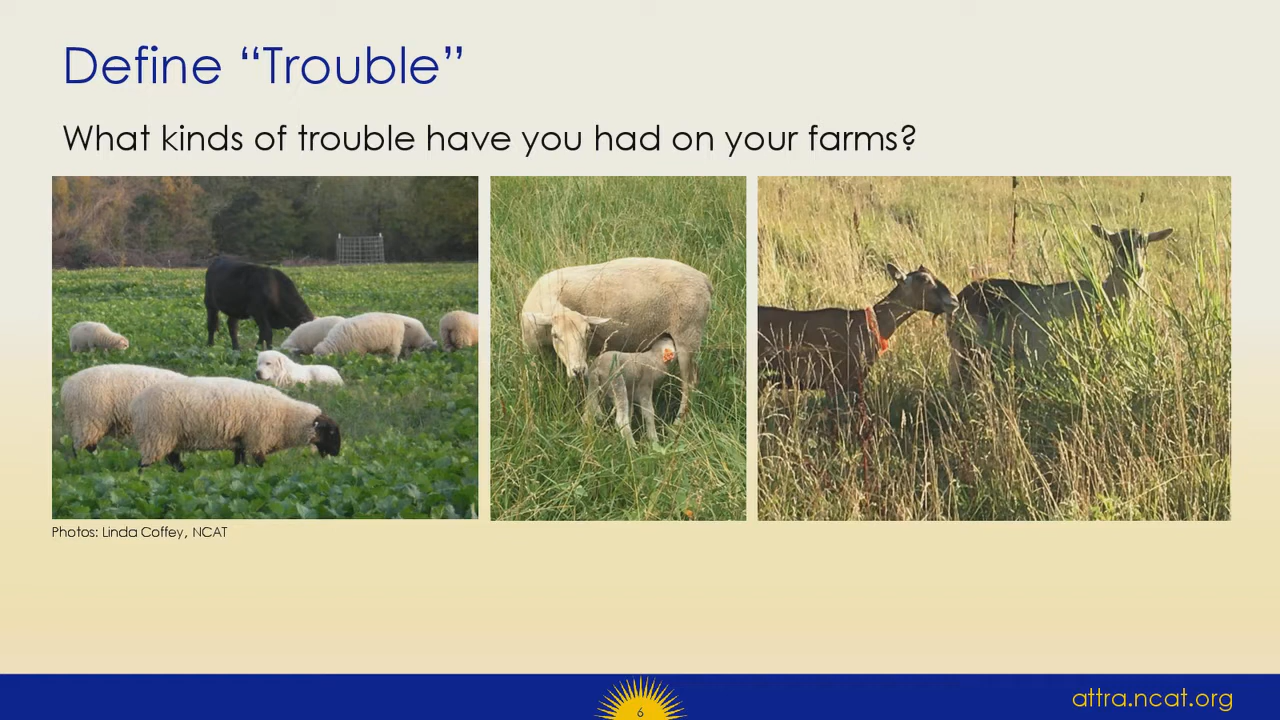 Define “Trouble”
What kinds of trouble have you had on your farms?
Photos: Linda Coffey, NCAT
6
attra.ncat.org